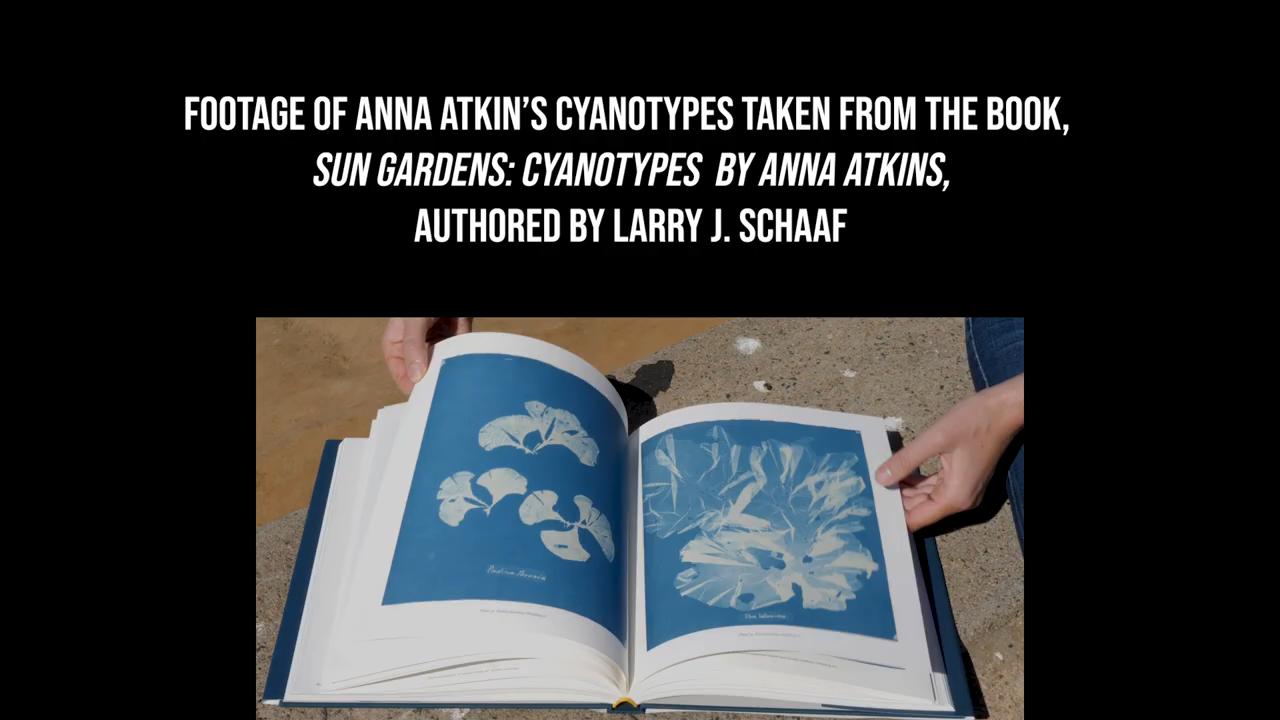 FOOTAGE OF ANNA ATKIN’S CYANOTYPES TAKEN FROM THE BOOK,
SUN GARDENS: CYANOTYPES BY ANNA ATKINS,
AUTHORED BY LARRY J. SCHAAF